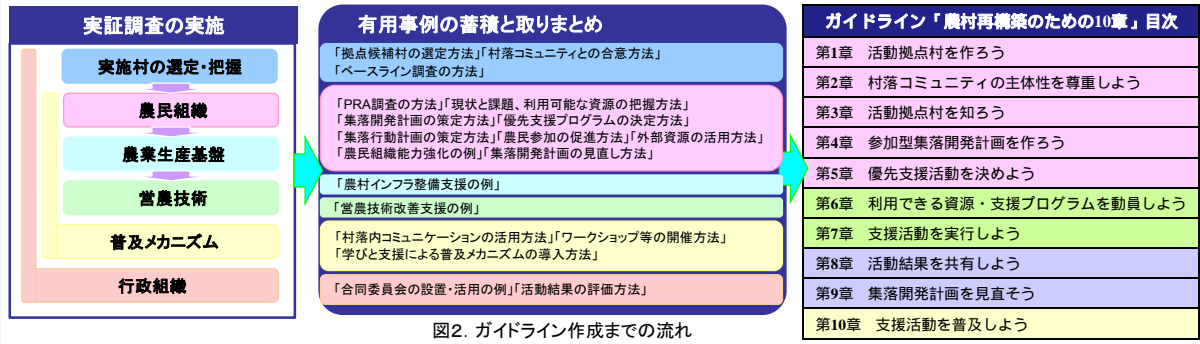 実証調査の実施
実施村の選定・把握
農民組織
農業生産基盤
営農技術
普及メカニズム
行政組織
有用事例の蓄積と取りまとめ
「拠点候補村の選定方法」「村落コミュニティとの合意方法」
「ベースライン調査の方法」
「PRA調査の方法」「現状と課題、利用可能な資源の把握方法」
「集落開発計画の策定方法」「優先支援プログラムの決定方法」
「集落行動計画の策定方法」「農民参加の促進方法」「外部資源の活用方法」
「農民組織能力強化の例」「集落開発計画の見直し方法」
「農村インフラ整備支援の例」
「営農技術改善支援の例」
「村落内コミュニケーションの活用方法」「ワークショップ等の開催方法」
「学びと支援による普及メカニズムの導入方法」
「合同委員会の設置・活用の例」「活動結果の評価方法」
ガイドライン「農村再構築のための10章」目次
第1章 活動拠点村を作ろう
第2章 村落コミュニティの主体性を尊重しよう
第3章 活動拠点村を知ろう
第4章 参加型集落開発計画を作ろう
第5章 優先支援活動を決めよう
第6章 利用できる資源・支援プログラムを動員しよう
第7章 支援活動を実行しよう
第8章 活動結果を共有しよう
第9章 集落開発計画を見直そう
第10章 支援活動を普及しよう
図2．ガイドライン作成までの流れ